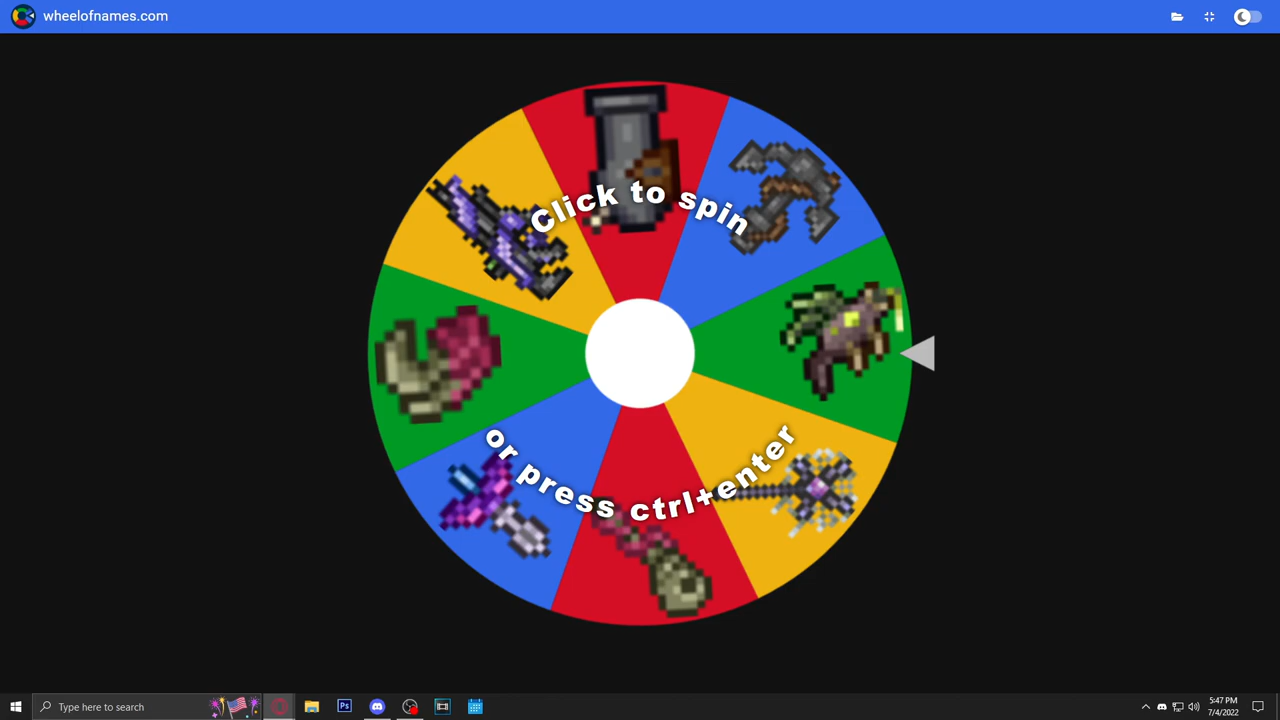 wheelofnames.com
Click to spin
or press ctrl+enter
Type here to search
Ps
5:47 PM
7/4/2022